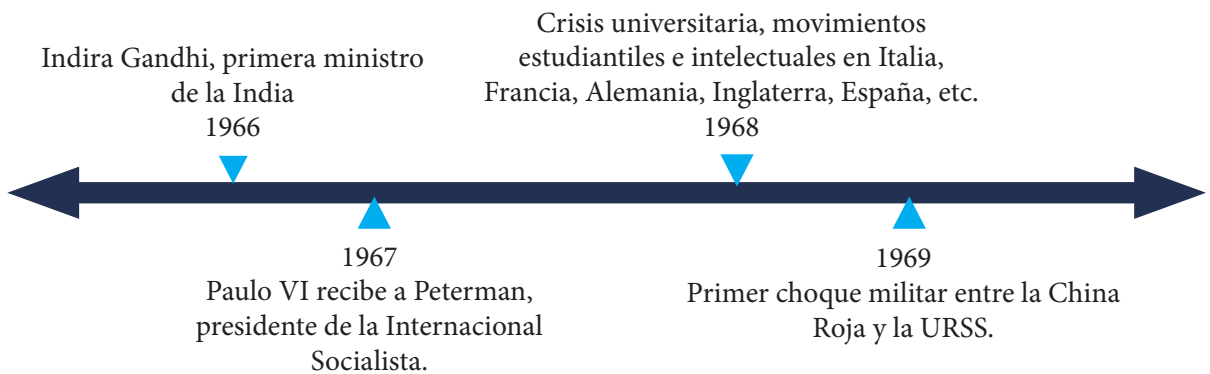 Indira Gandhi, primera ministro
de la India
1966
Crisis universitaria, movimientos
estudiantiles e intelectuales en Italia,
Francia, Alemania, Inglaterra, España, etc.
1968
1967
Paulo VI recibe a Peterman,
presidente de la Internacional
Socialista.
1969
Primer choque militar entre la China
Roja y la URSS.